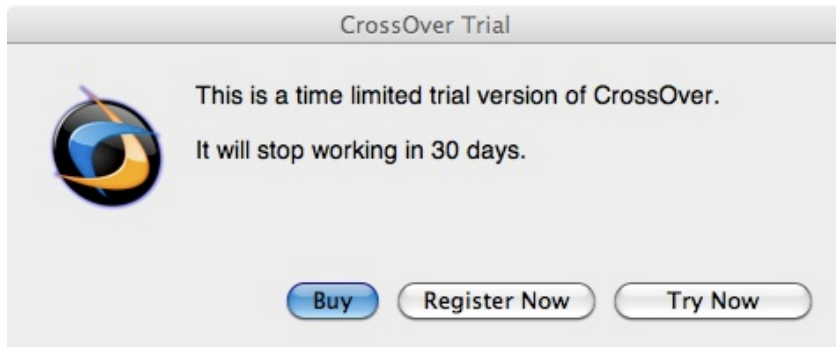 CrossOver Trial
This is a time limited trial version of CrossOver.
It will stop working in 30 days.
Buy Register Now Try Now